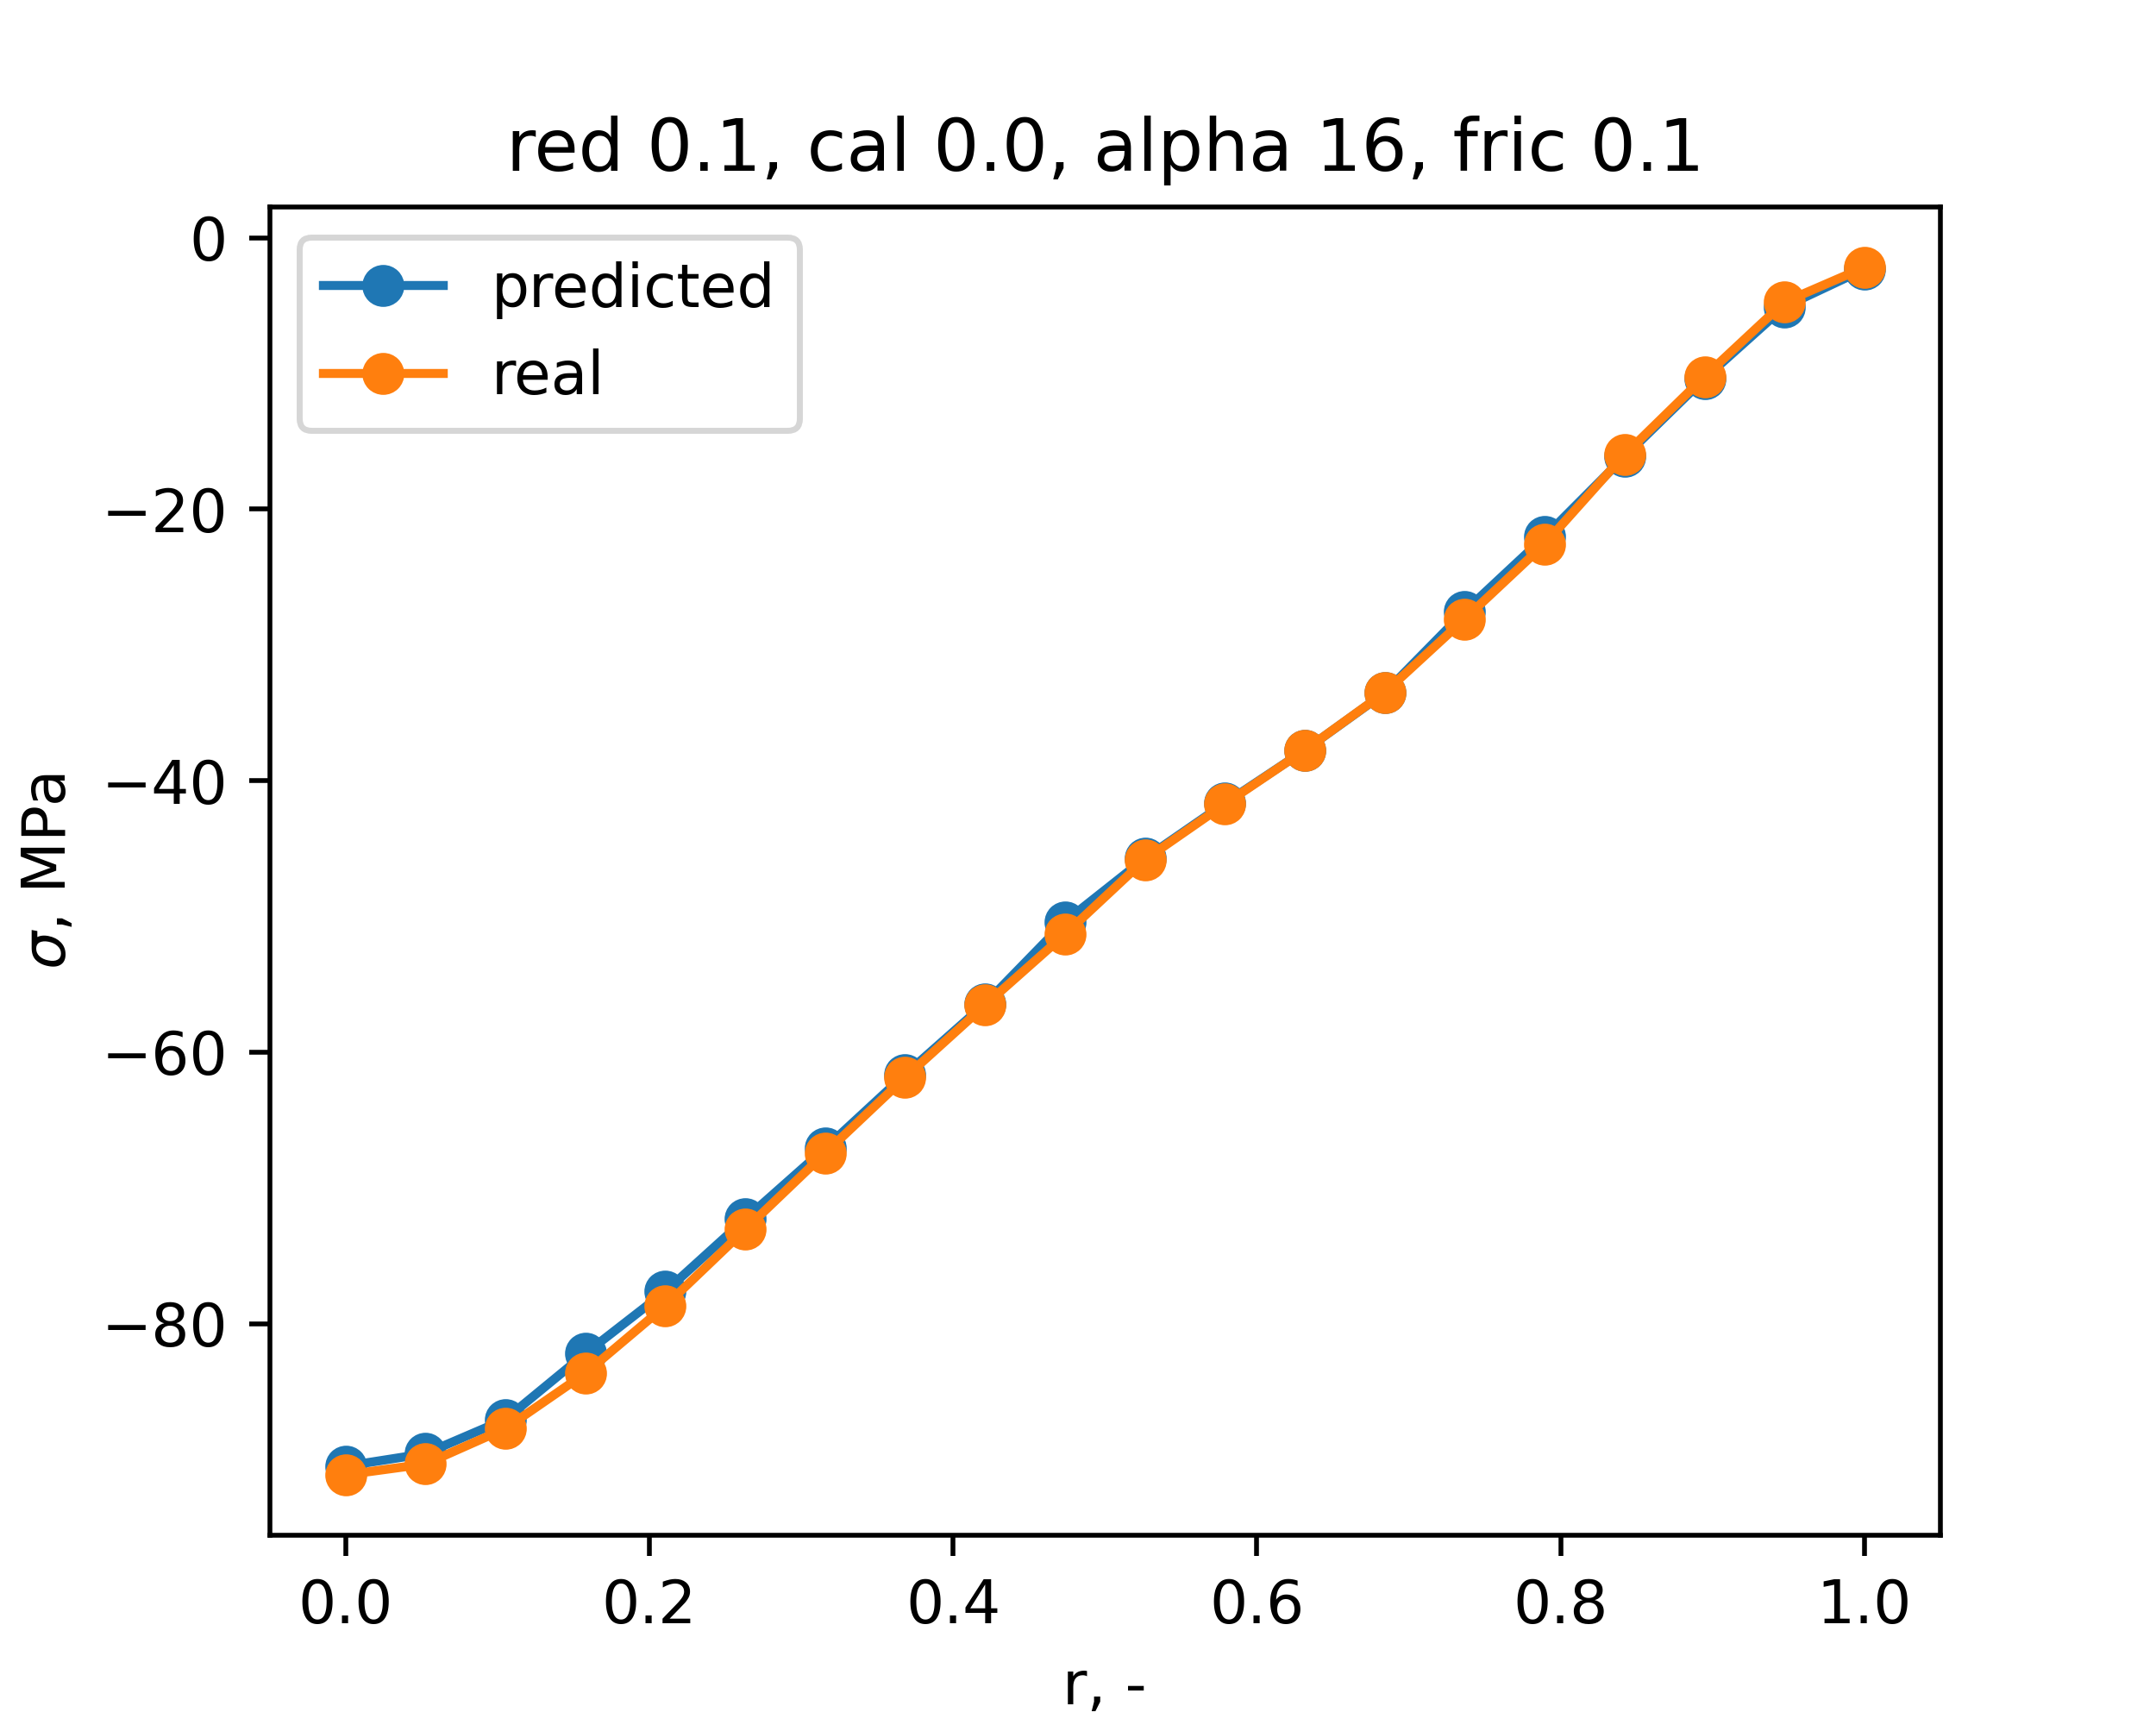 red 0.1, cal 0.0, alpha 16, fric 0.1
predicted
real
0
−20
−40
−60
−80
σ, MPa
0.0 0.2 0.4 0.6 0.8 1.0
r, -